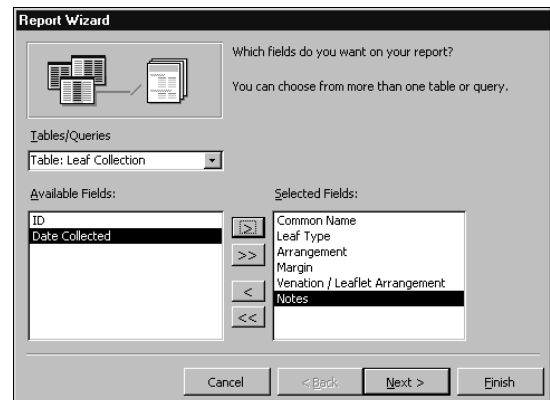 Report Wizard
Which fields do you want on your report?
You can choose from more than one table or query.
Tables/Queries
Table: Leaf Collection
Available Fields:
ID
Date Collected
>
>>
<
<<
Selected Fields:
Common Name
Leaf Type
Arrangement
Margin
Venation / Leaflet Arrangement
Notes
Cancel
< Back
Next >
Finish